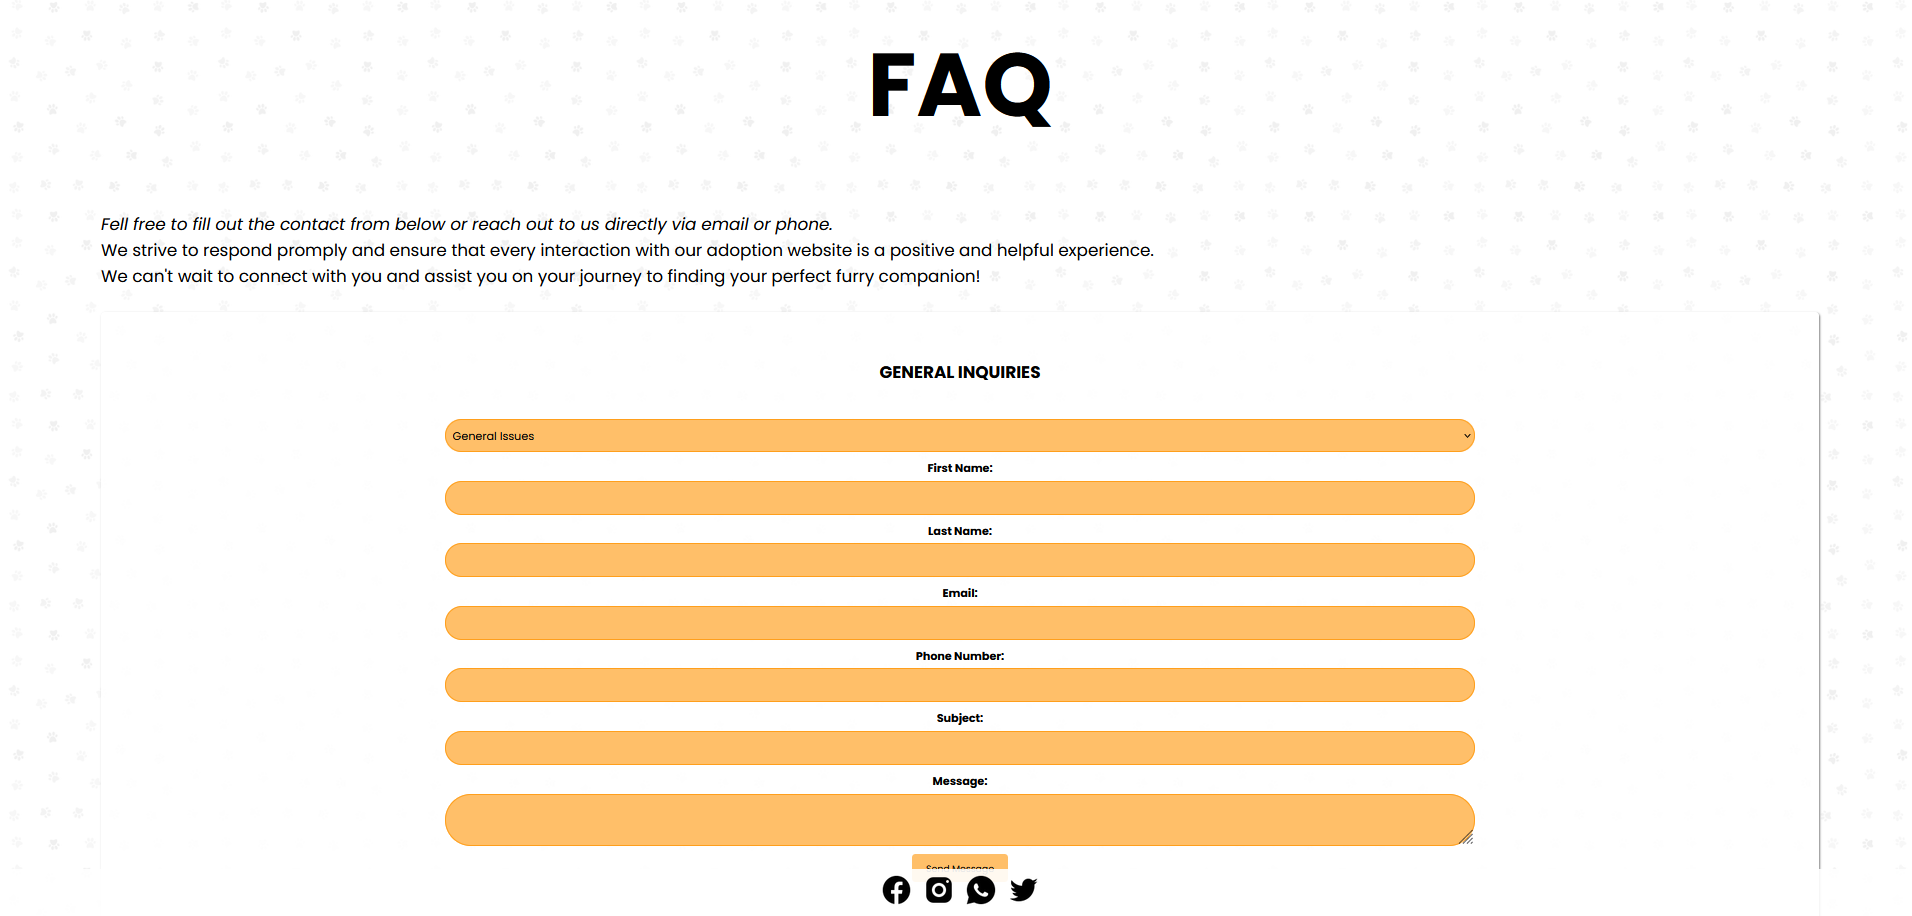 FAQ
Fell free to fill out the contact from below or reach out to us directly via email or phone.
We strive to respond promply and ensure that every interaction with our adoption website is a positive and helpful experience.
We can't wait to connect with you and assist you on your journey to finding your perfect furry companion!
GENERAL INQUIRIES
General Issues
First Name:
Last Name:
Email:
Phone Number:
Subject:
Message:
Send Message